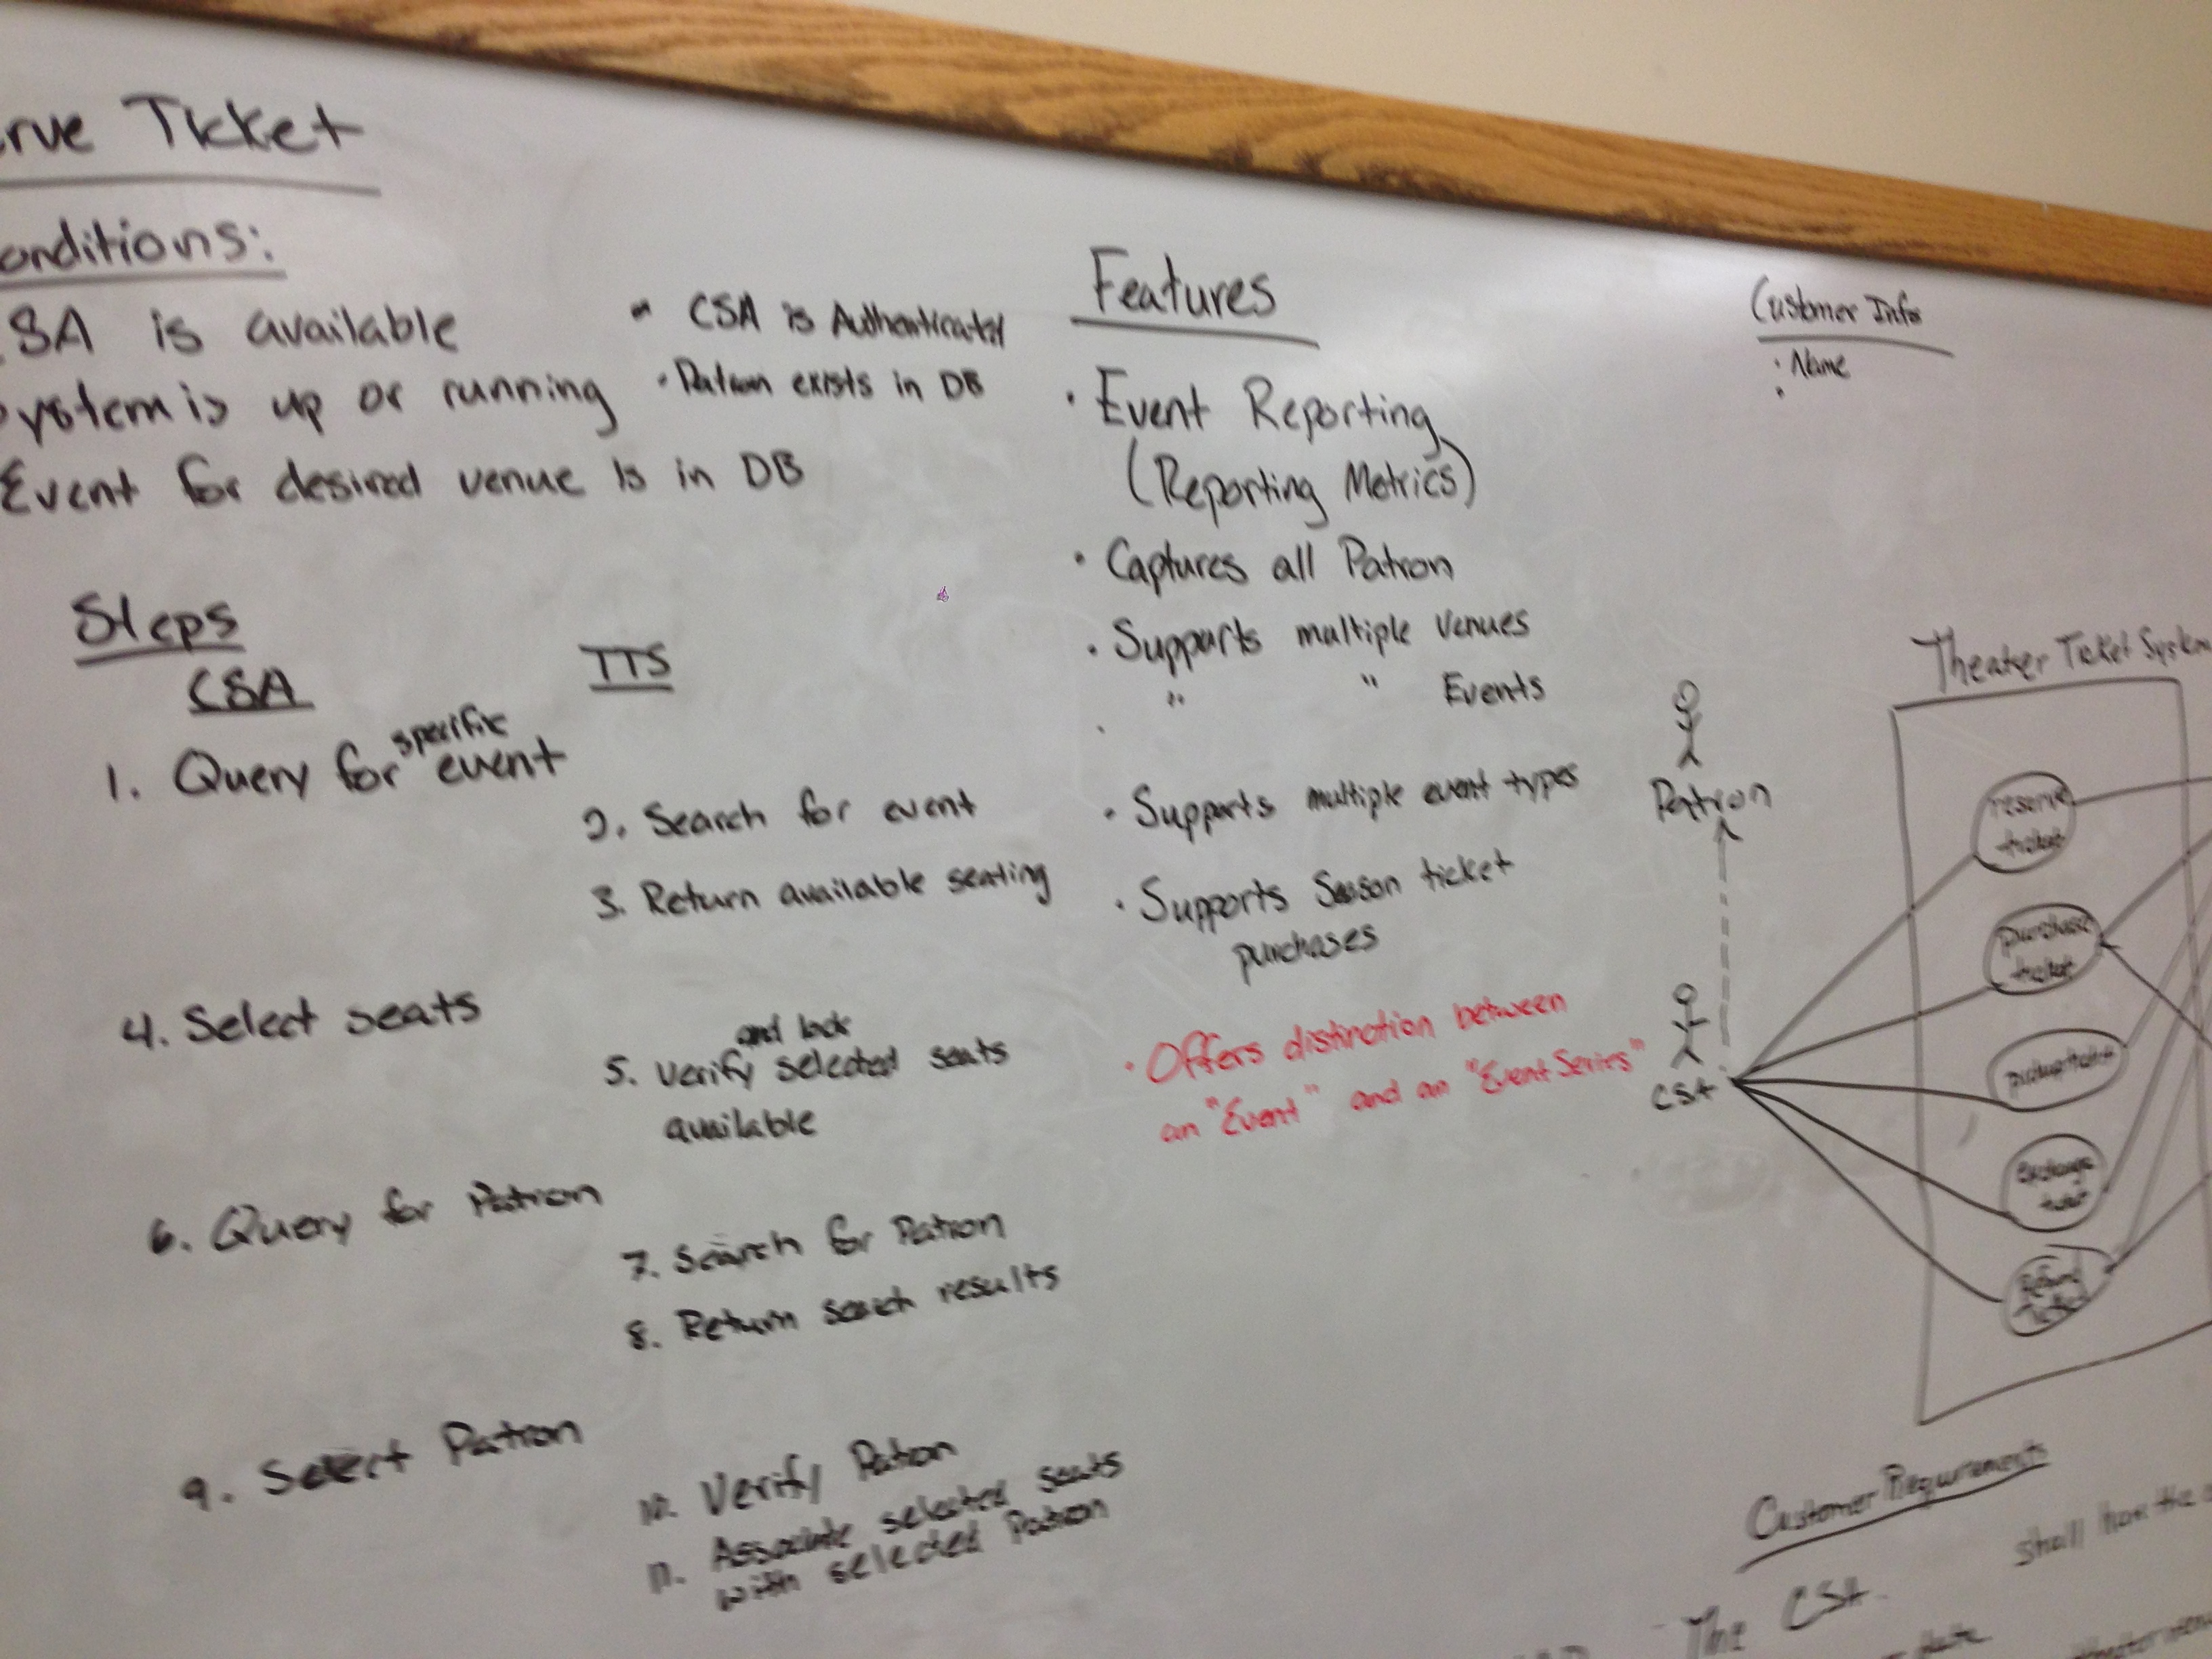 rve Ticket
onditions:
SA is available
ystem is up or running
Event for desired venue is in DB
- CSA is Authenticated
• Patron exists in DB
Steps
CSA
TTS
1. Query for specific event
2. Search for event
3. Return available seating
4. Select seats
5. Verify and lock selected seats
available
6. Query for Patron
7. Search for Patron
8. Return search results
9. Select Patron
10. Verify Patron
11. Associate selected seats
with selected Patron
Features
• Event Reporting
(Reporting Metrics)
• Captures all Patron
• Supports multiple venues
" " Events
• Supports multiple event types
• Supports Season ticket
purchases
• Offers distinction between
an "Event" and an "Event Series"
Customer Info
• Name
•
Theater Ticket System
Patron
CSA
reserve
ticket
purchase
ticket
pickup ticket
Exchange
ticket
Refund
Ticket
Customer Requirements
The CSA shall have the
date